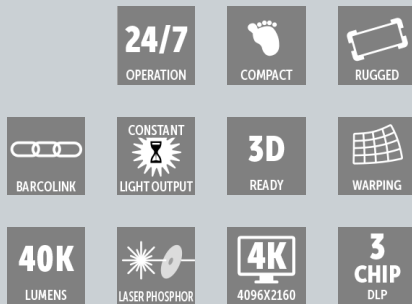 24/7
OPERATION
COMPACT
RUGGED
BARCOLINK
CONSTANT
LIGHT OUTPUT
3D
READY
WARPING
40K
LUMENS
LASER PHOSPHOR
4K
4096X2160
3
CHIP
DLP